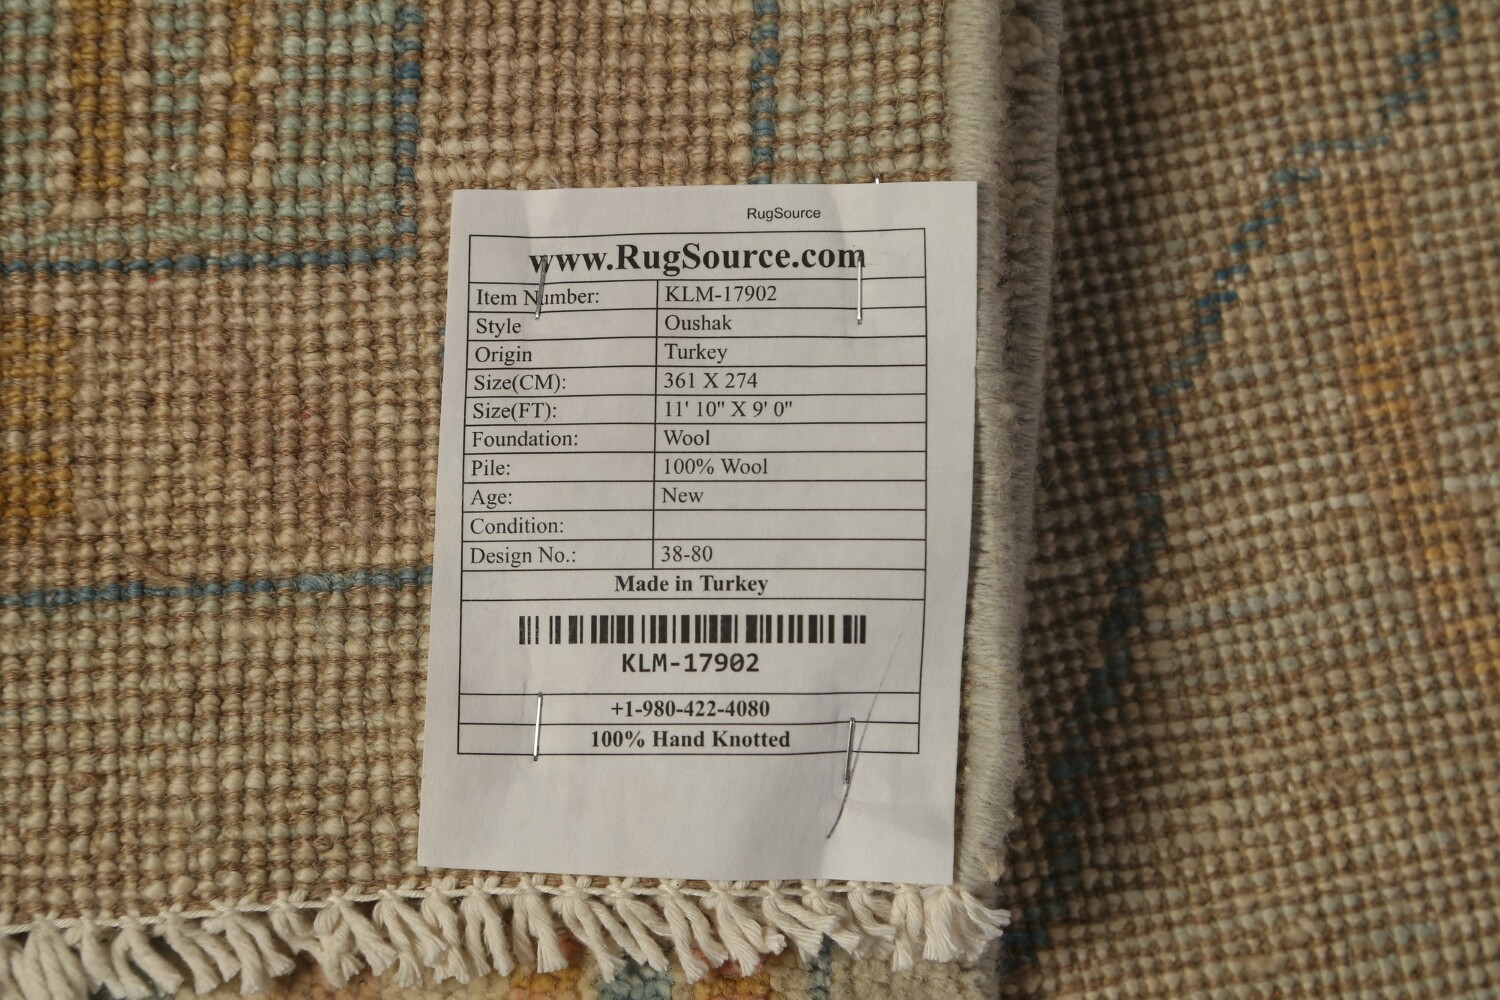 RugSource
www.RugSource.com
Item Number: KLM-17902
Style Oushak
Origin Turkey
Size(CM): 361 X 274
Size(FT): 11' 10" X 9' 0"
Foundation: Wool
Pile: 100% Wool
Age: New
Condition:
Design No.: 38-80
Made in Turkey
KLM-17902
+1-980-422-4080
100% Hand Knotted